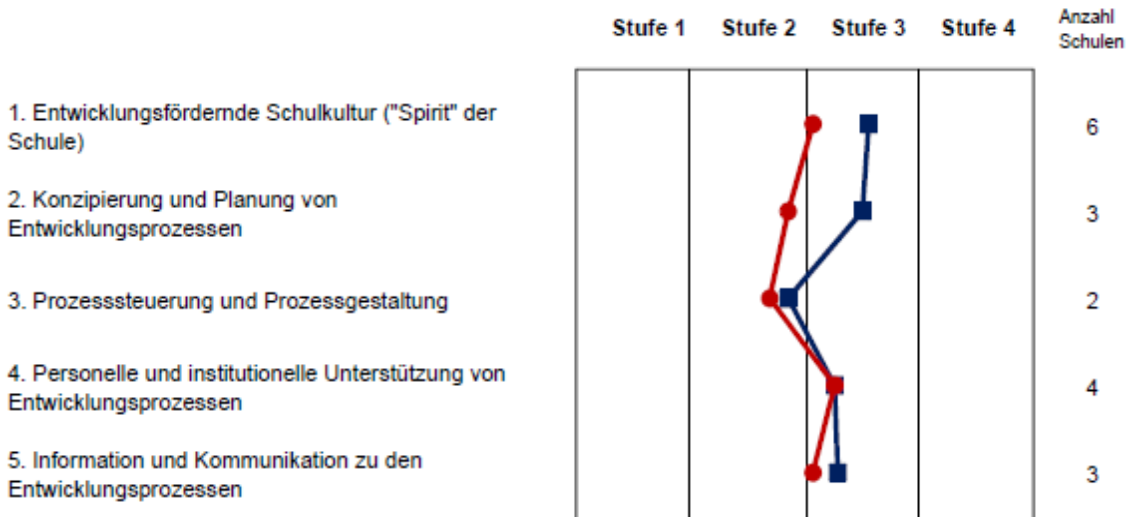 Stufe 1 Stufe 2 Stufe 3 Stufe 4 Anzahl
Schulen
1. Entwicklungsfördernde Schulkultur ("Spirit" der
Schule)
6
2. Konzipierung und Planung von
Entwicklungsprozessen
3
3. Prozesssteuerung und Prozessgestaltung 2
4. Personelle und institutionelle Unterstützung von
Entwicklungsprozessen
4
5. Information und Kommunikation zu den
Entwicklungsprozessen
3